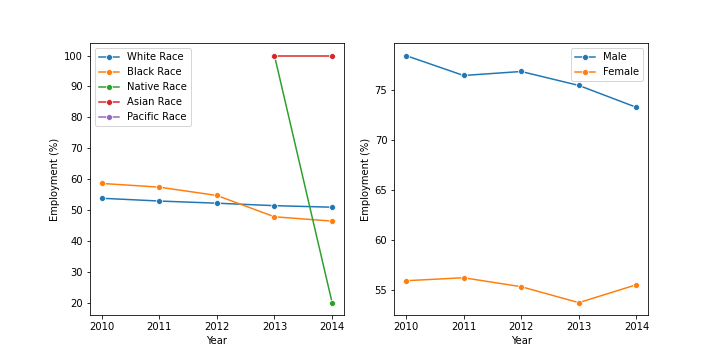 White Race
Black Race
Native Race
Asian Race
Pacific Race
100
90
80
70
60
50
40
30
20
Employment (%)
2010 2011 2012 2013 2014
Year
Male
Female
75
70
65
60
55
Employment (%)
2010 2011 2012 2013 2014
Year